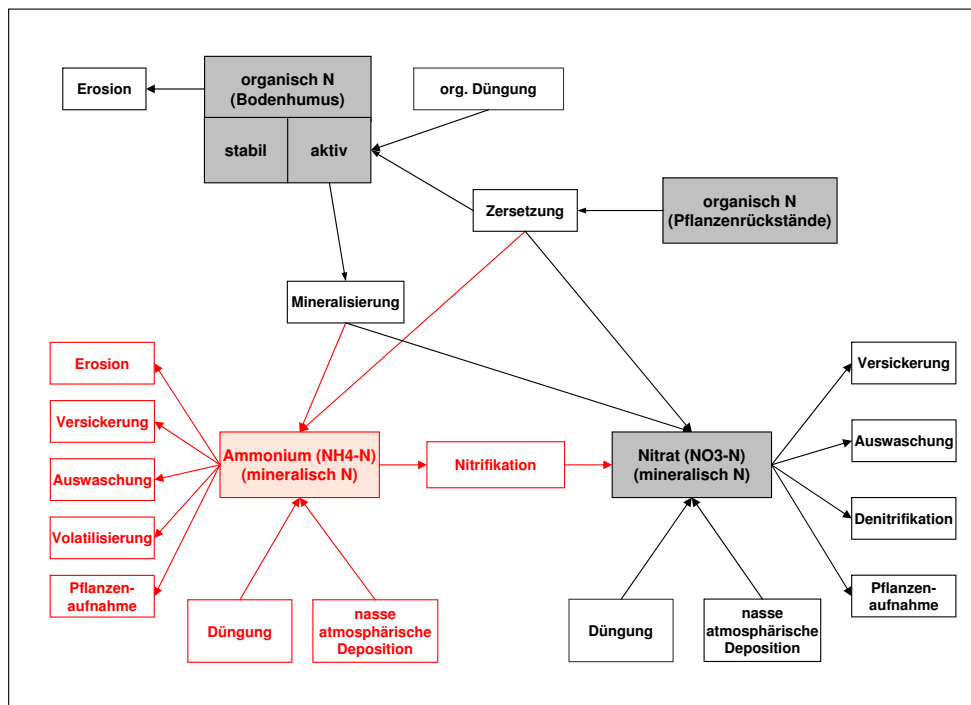 Erosion
organisch N
(Bodenhumus)
org. Düngung
stabil
aktiv
Zersetzung
organisch N
(Pflanzenrückstände)
Mineralisierung
Erosion
Versickerung
Auswaschung
Volatilisierung
Pflanzen-
aufnahme
Ammonium (NH4-N)
(mineralisch N)
Nitrifikation
Nitrat (NO3-N)
(mineralisch N)
Versickerung
Auswaschung
Denitrifikation
Pflanzen-
aufnahme
Düngung
nasse
atmosphärische
Deposition
Düngung
nasse
atmosphärische
Deposition